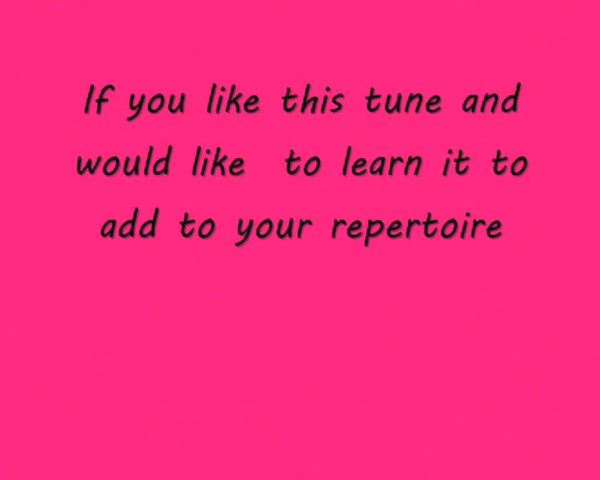 If you like this tune and
would like to learn it to
add to your repertoire